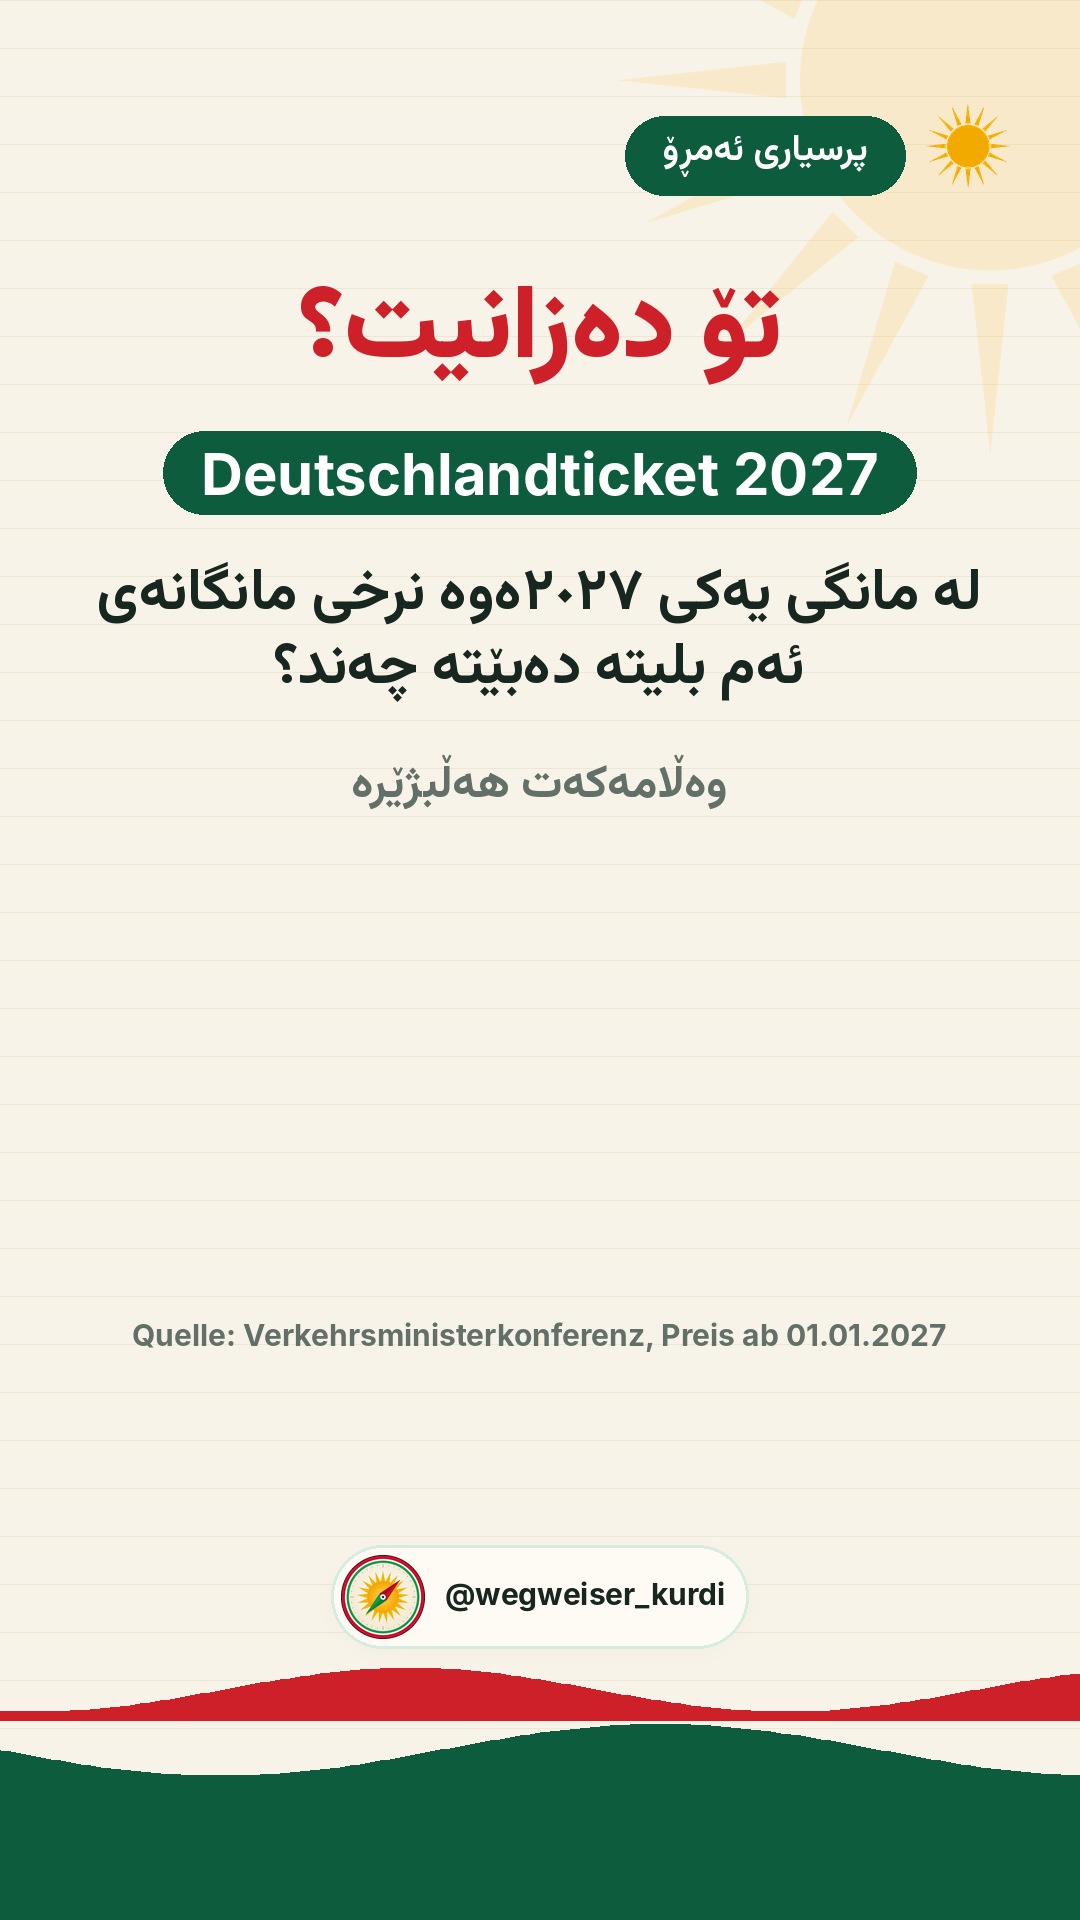 پرسیاری ئەمڕۆ
تۆ دەزانیت؟
Deutschlandticket 2027
لە مانگی یەکی ٢٠٢٧ەوە نرخی مانگانەی
ئەم بلیتە دەبێتە چەند؟
وەڵامەکەت هەڵبژێرە
Quelle: Verkehrsministerkonferenz, Preis ab 01.01.2027
@wegweiser_kurdi